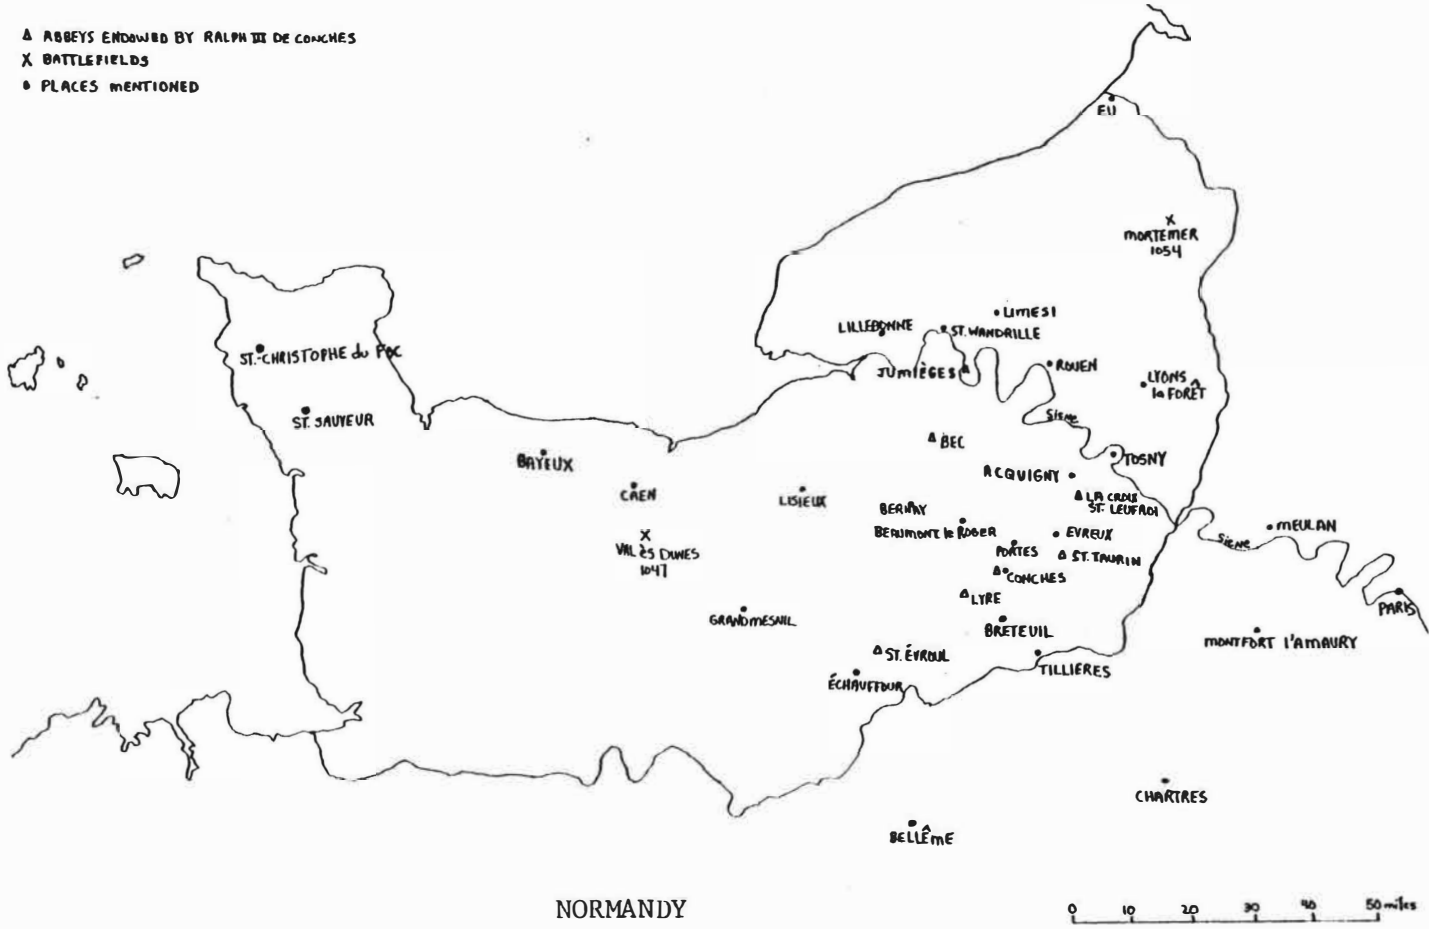 ∆ ABBEYS ENDOWED BY RALPH III DE CONCHES
X BATTLEFIELDS
• PLACES MENTIONED
EU
X
MORTEMER
1054
LIMESI
LILLEBONNE
ST. WANDRILLE
ST.-CHRISTOPHE du FOC
JUMIÈGES
ROUEN
LYONS
la FORÊT
ST. SAUVEUR
Siene
BEC
TOSNY
BAYEUX
ACQUIGNY
CAEN
LISIEUX
LA CROIX
ST. LEUFROI
BERNAY
BEAUMONT le ROGER
EVREUX
MEULAN
Siene
X
VAL ès DUNES
1047
PORTES
ST. TAURIN
CONCHES
LYRE
PARIS
GRANDMESNIL
BRETEUIL
MONTFORT l'AMAURY
ST. ÉVROUL
TILLIERES
ÉCHAUFFOUR
CHARTRES
BELLÊME
NORMANDY
0 10 20 30 40 50 miles